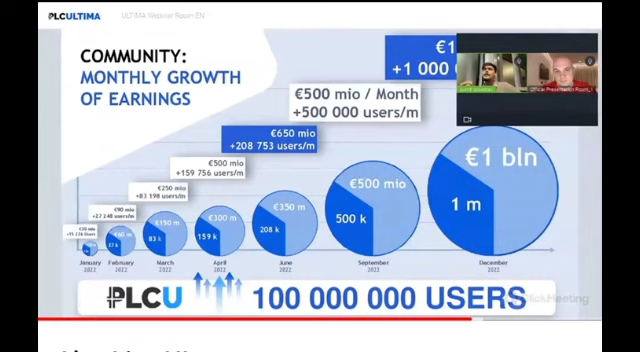 PLCULTIMA
ULTIMA Webinar Room EN
COMMUNITY:
MONTHLY GROWTH
OF EARNINGS
€1
+1 000 0
€500 mio / Month
+500 000 users/m
€650 mio
+208 753 users/m
€500 mio
+159 756 users/m
€250 mio
+83 198 users/m
€90 mio
+27 248 users/m
€150 mio
83 k
€300 m
159 k
€350 m
208 k
€500 mio
500 k
€1 bln
1 m
January
2022
February
2022
March
2022
April
2022
June
2022
September
2022
December
2022
PLCU
100 000 000 USERS
ClickMeeting